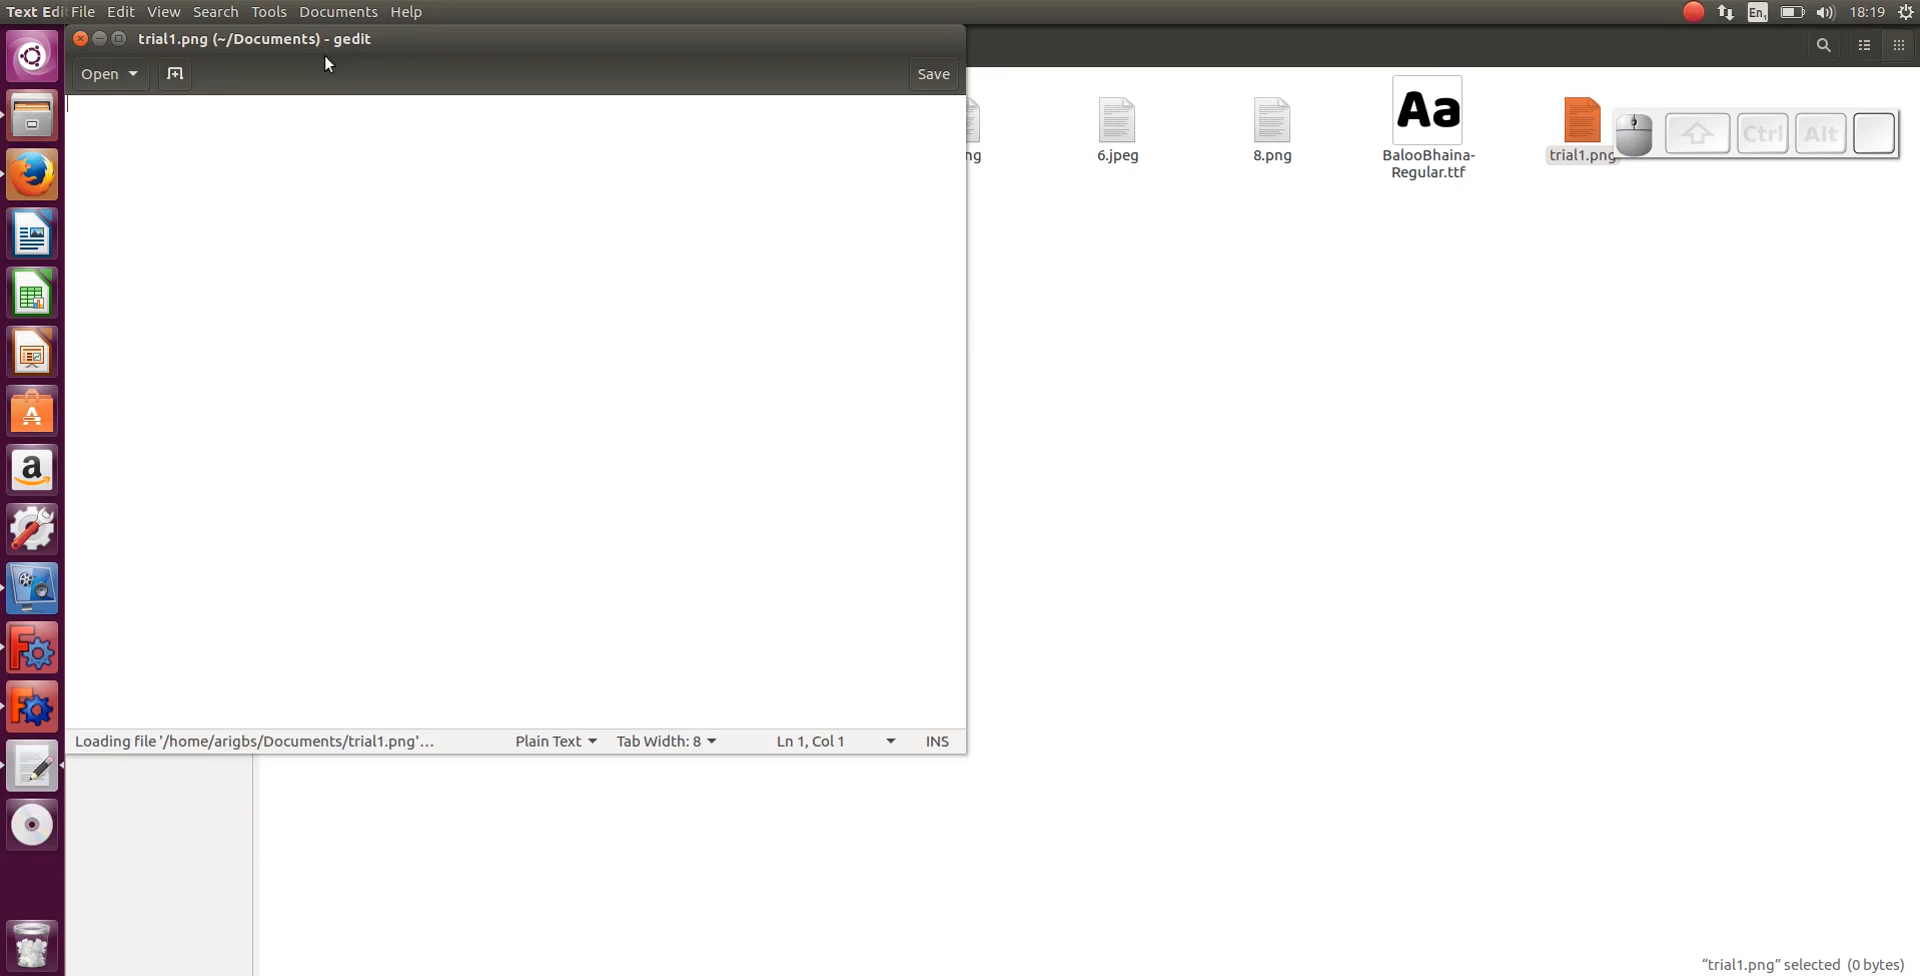 Text Edi File Edit View Search Tools Documents Help
En1 18:19
trial1.png (~/Documents) - gedit
Open
Save
ng
6.jpeg
8.png
Aa
BalooBhaina-
Regular.ttf
trial1.png
Ctrl
Alt
a
Loading file '/home/arigbs/Documents/trial1.png'…
Plain Text
Tab Width: 8
Ln 1, Col 1
INS
"trial1.png" selected (0 bytes)